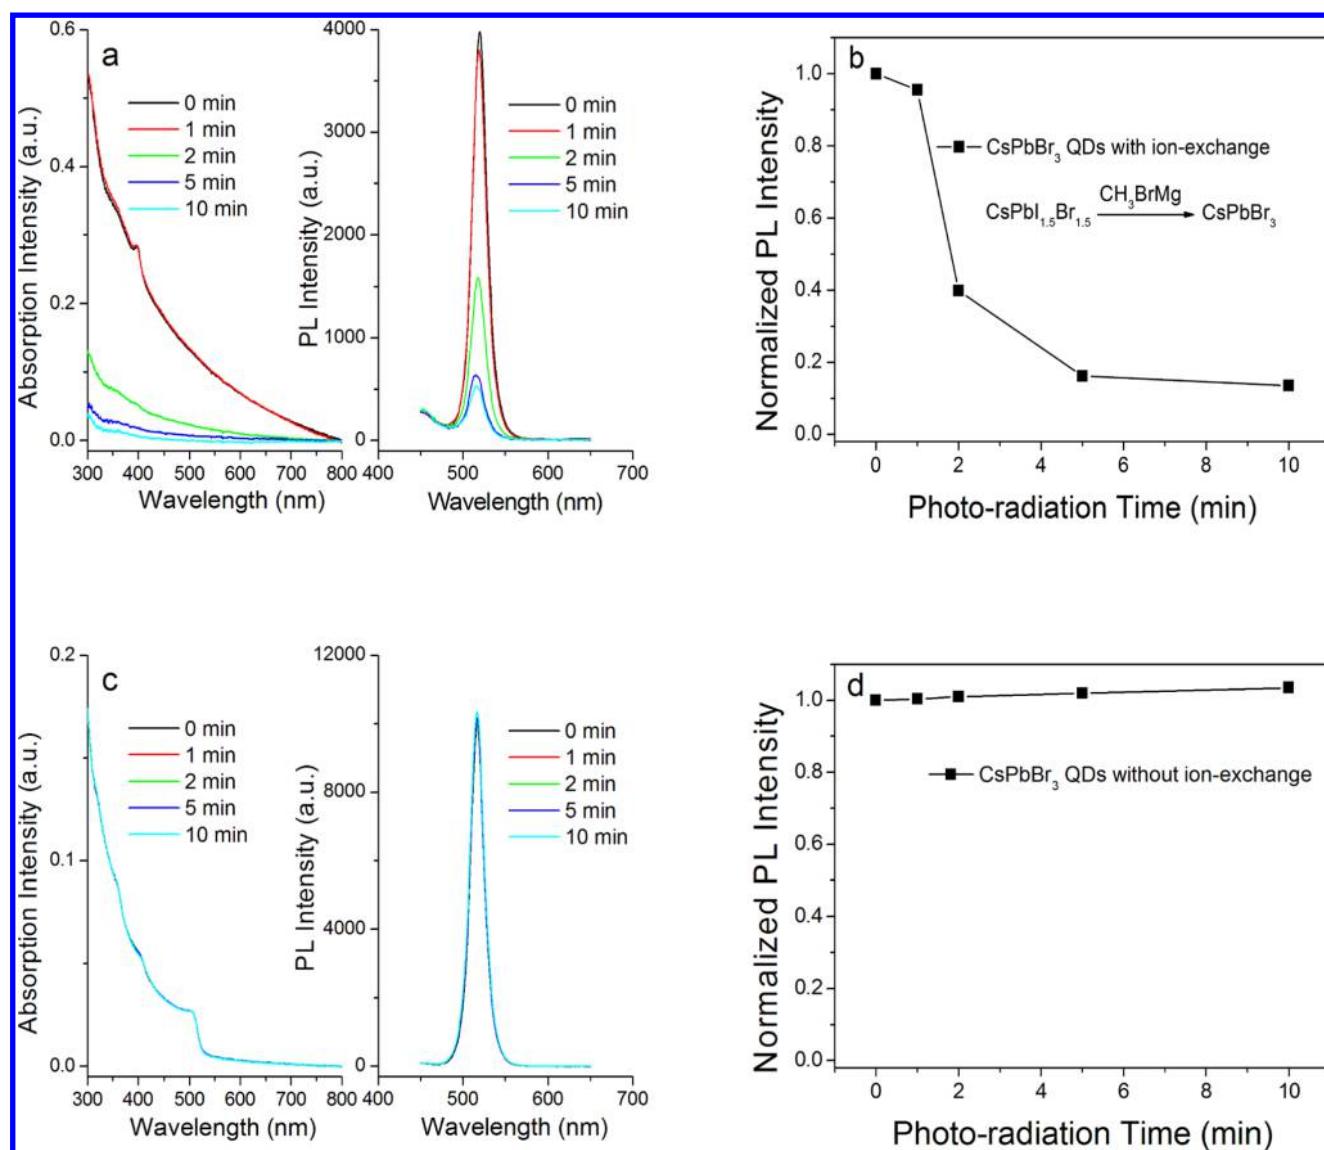 a
0.6
0.4
0.2
0.0
Absorption Intensity (a.u.)
0 min
1 min
2 min
5 min
10 min
300 400 500 600 700 800
Wavelength (nm)
4000
3000
2000
1000
0
PL Intensity (a.u.)
0 min
1 min
2 min
5 min
10 min
400 500 600 700
Wavelength (nm)
b
1.0
0.8
0.6
0.4
0.2
0.0
Normalized PL Intensity
CsPbBr3 QDs with ion-exchange
CH3BrMg
CsPbI1.5Br1.5 → CsPbBr3
0 2 4 6 8 10
Photo-radiation Time (min)
c
0.2
0.1
0.0
Absorption Intensity (a.u.)
0 min
1 min
2 min
5 min
10 min
300 400 500 600 700 800
Wavelength (nm)
12000
8000
4000
0
PL Intensity (a.u.)
0 min
1 min
2 min
5 min
10 min
400 500 600 700
Wavelength (nm)
d
1.0
0.8
0.6
0.4
0.2
0.0
Normalized PL Intensity
CsPbBr3 QDs without ion-exchange
0 2 4 6 8 10
Photo-radiation Time (min)